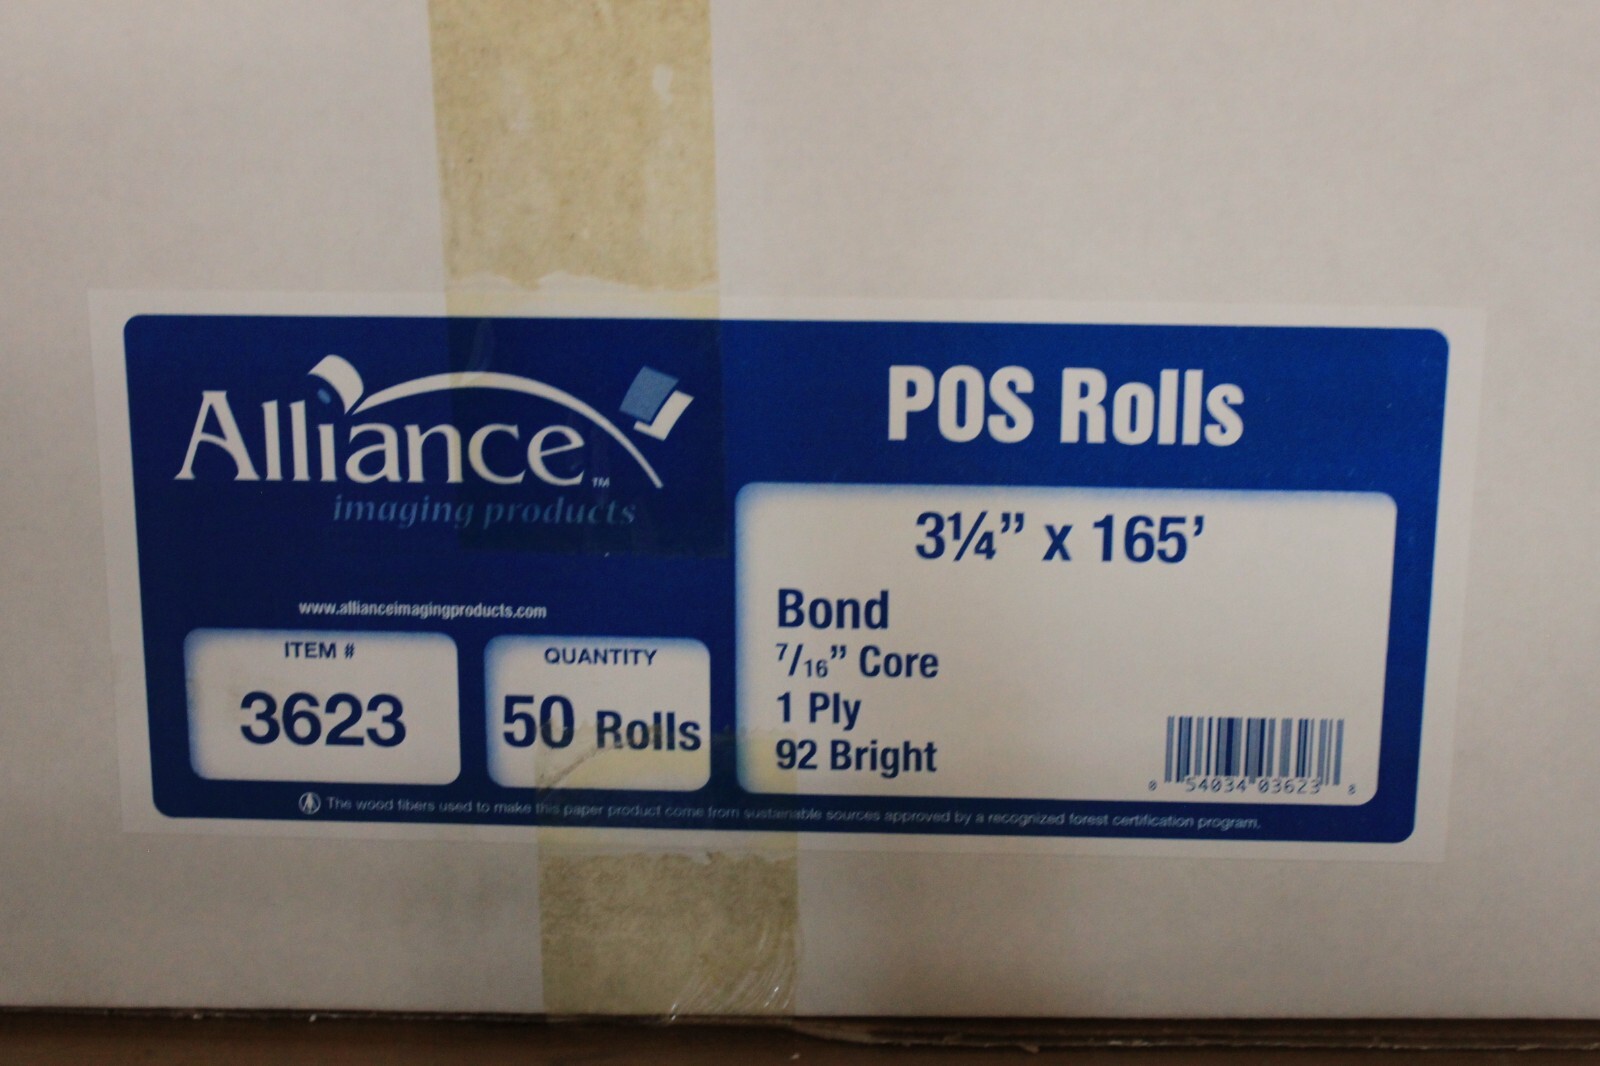 Alliance™
imaging products
www.allianceimagingproducts.com
ITEM #
3623
QUANTITY
50 Rolls
POS Rolls
3¼” x 165’
Bond
7/16” Core
1 Ply
92 Bright
0 54034 03623 8
The wood fibers used to make this paper product come from sustainable sources approved by a recognized forest certification program.